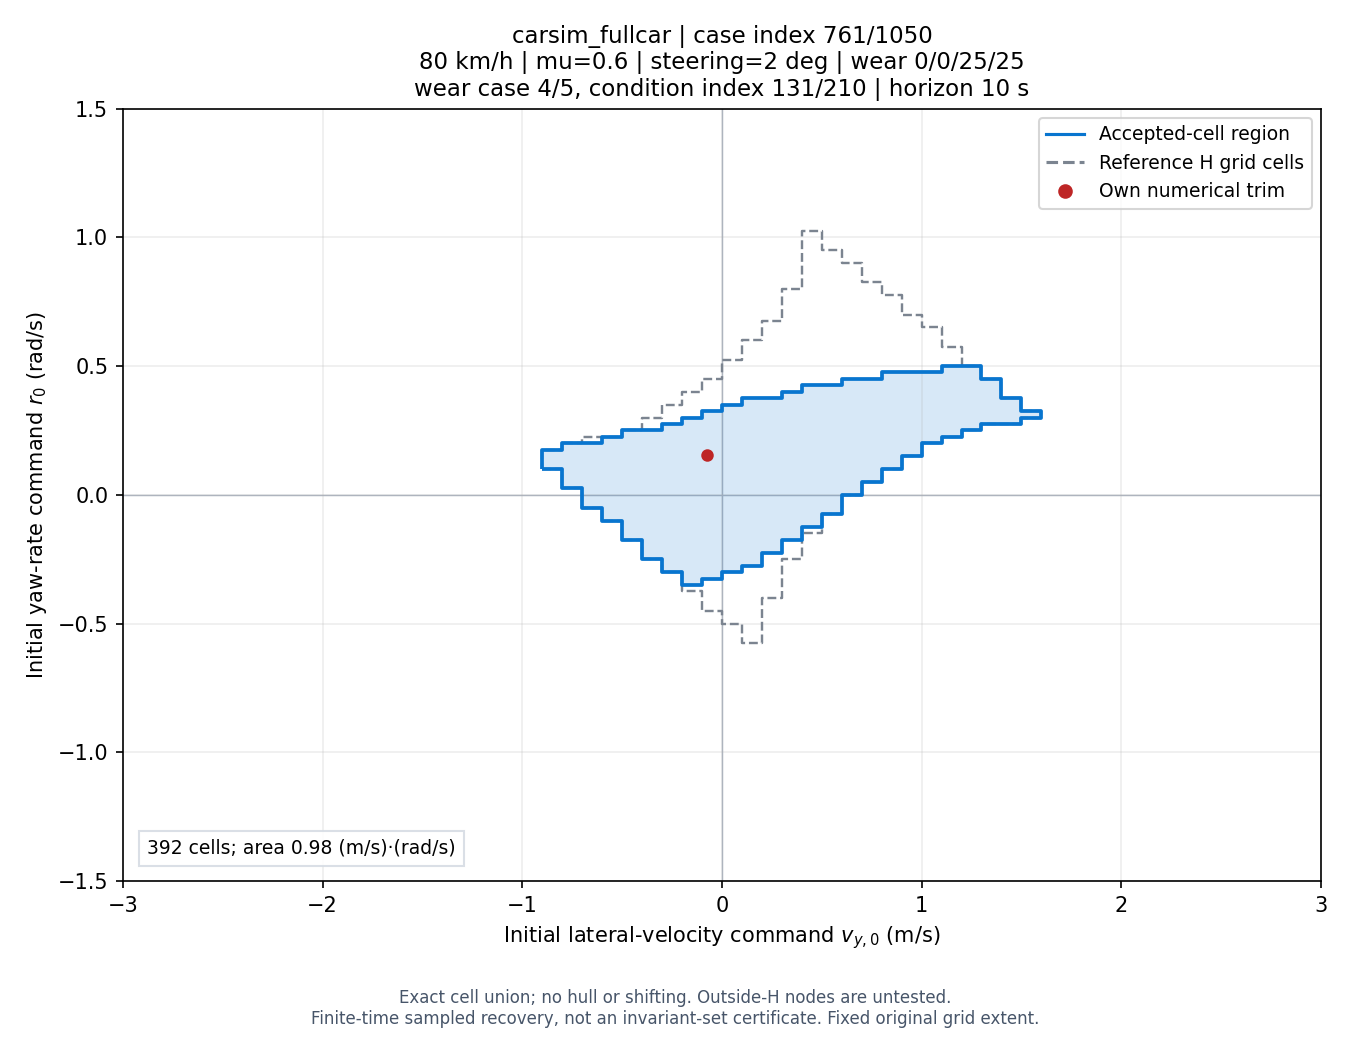 carsim_fullcar | case index 761/1050
80 km/h | mu=0.6 | steering=2 deg | wear 0/0/25/25
wear case 4/5, condition index 131/210 | horizon 10 s
Accepted-cell region
Reference H grid cells
Own numerical trim
1.5
1.0
0.5
0.0
−0.5
−1.0
−1.5
Initial yaw-rate command r₀ (rad/s)
392 cells; area 0.98 (m/s)·(rad/s)
−3
−2
−1
0
1
2
3
Initial lateral-velocity command v_{y,0} (m/s)
Exact cell union; no hull or shifting. Outside-H nodes are untested.
Finite-time sampled recovery, not an invariant-set certificate. Fixed original grid extent.